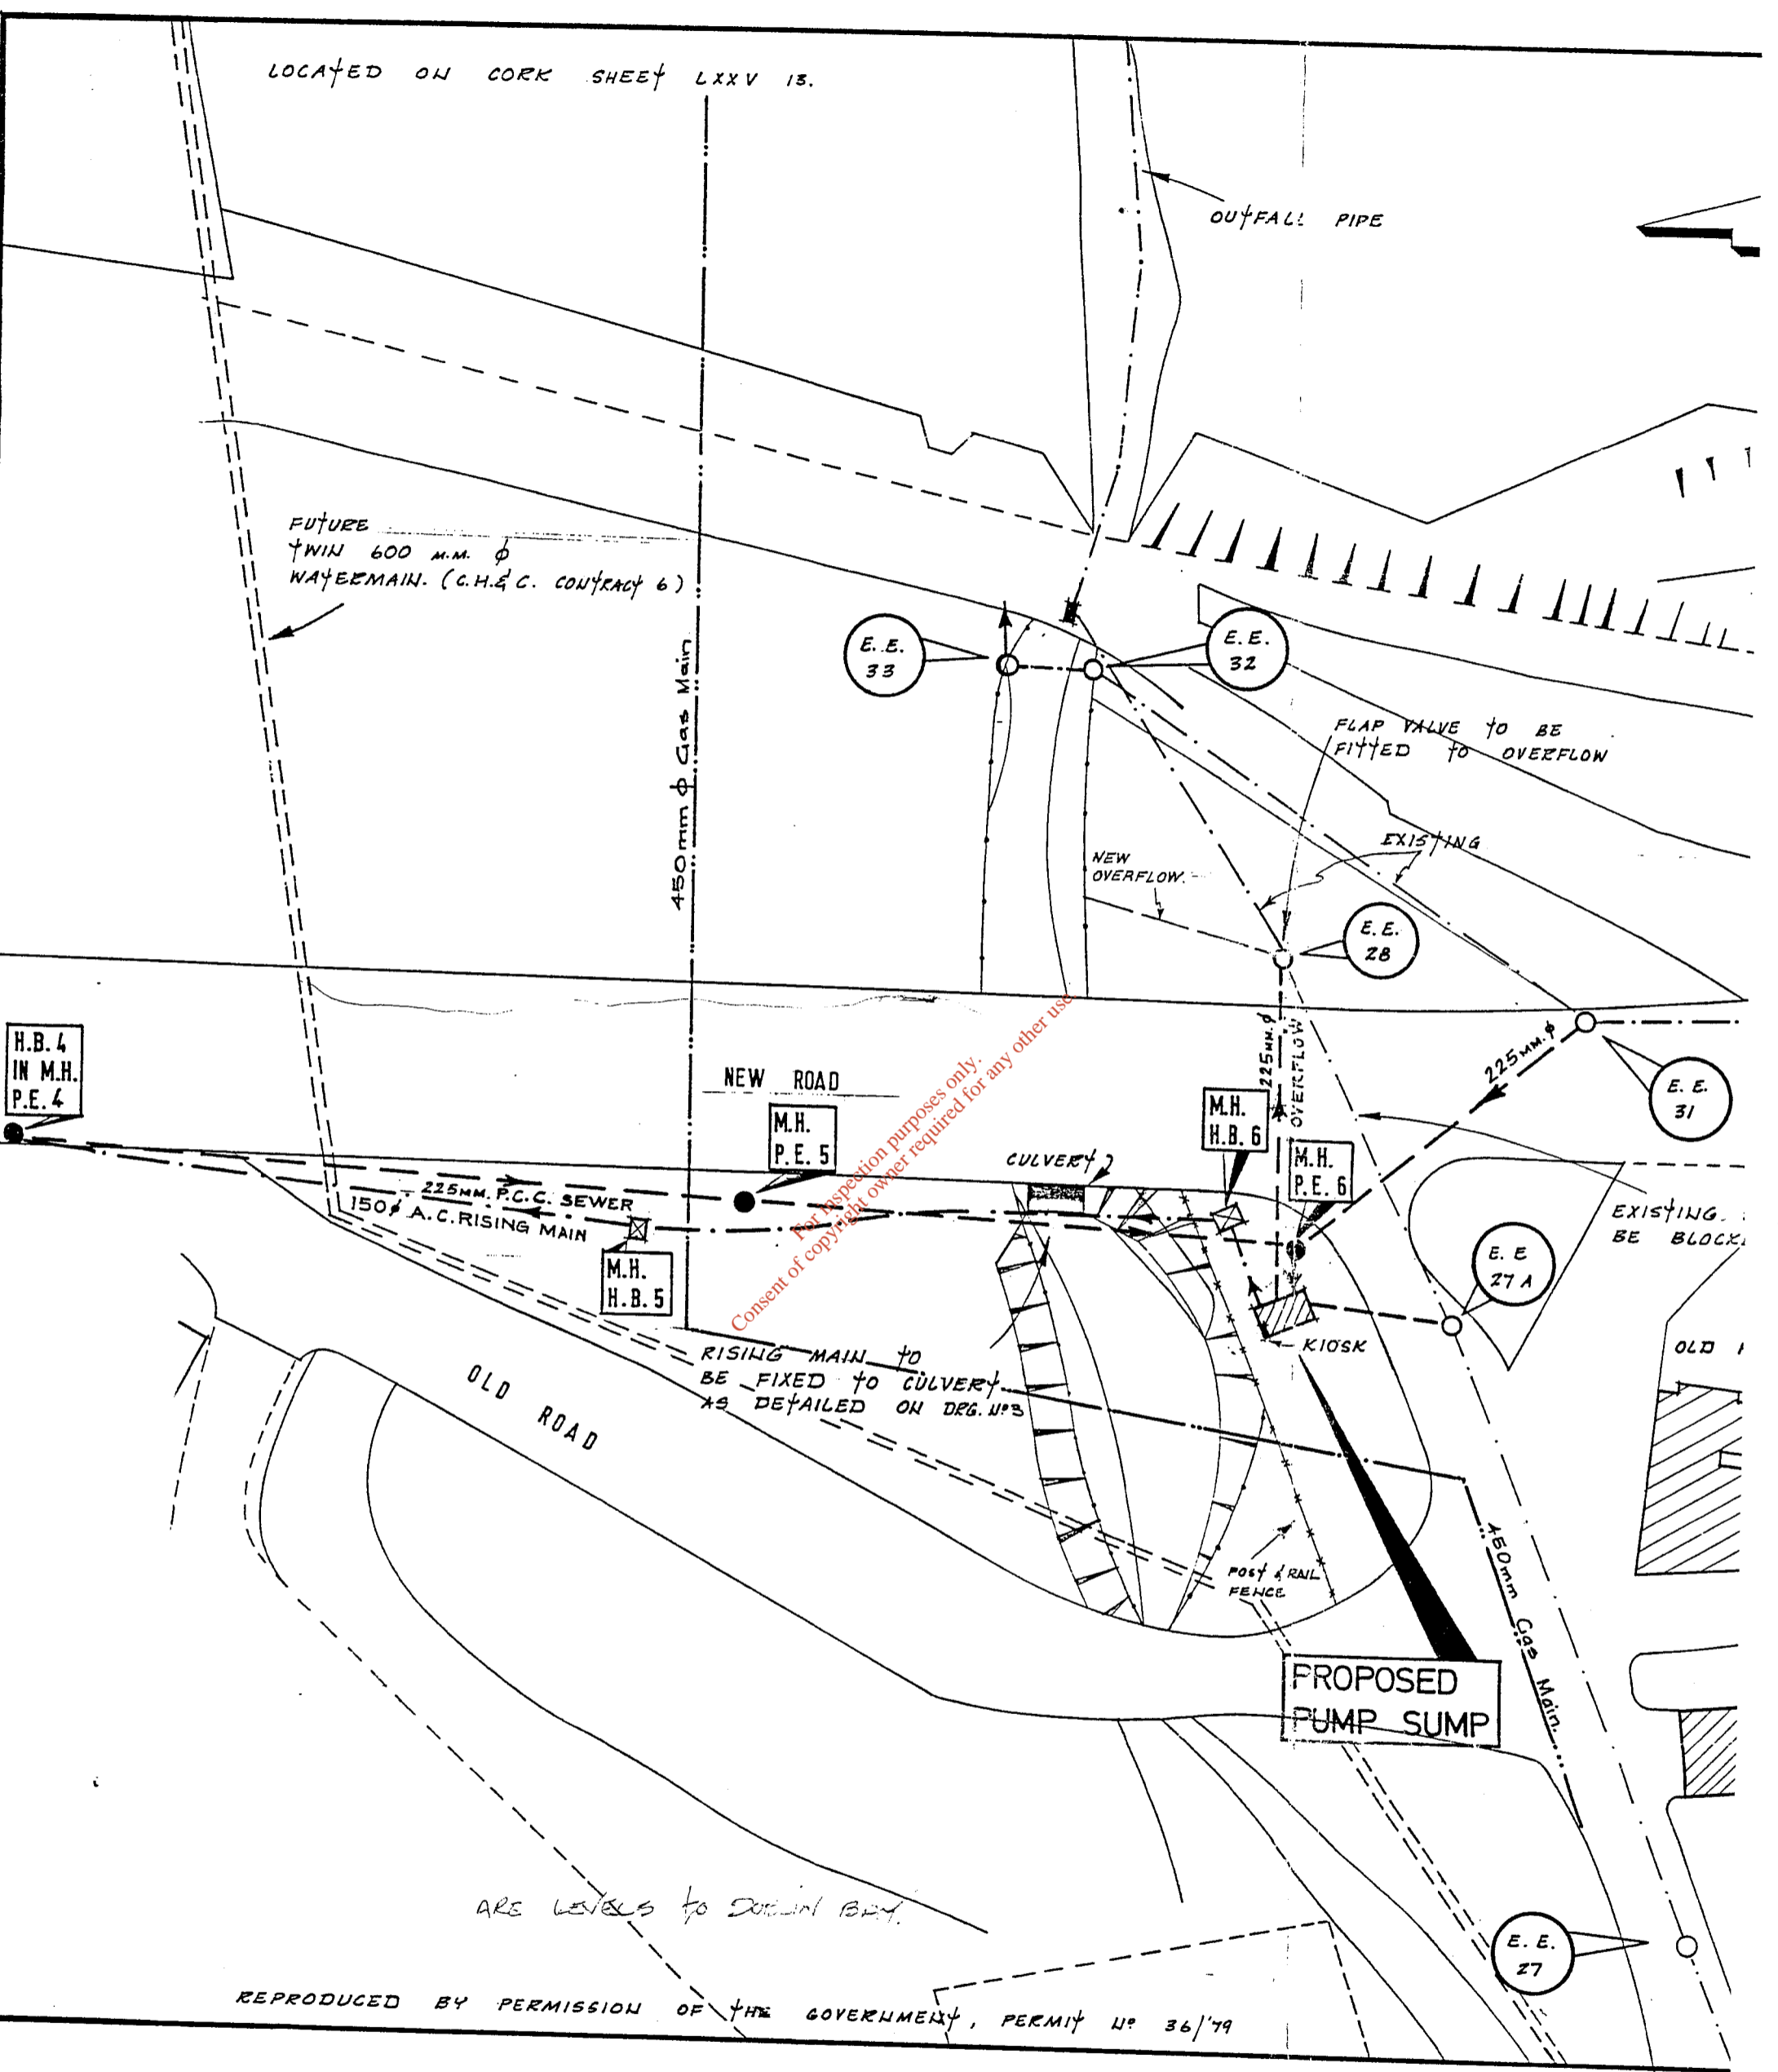 LOCATED ON CORK SHEET LXXV 13.
OUTFALL PIPE
FUTURE
TWIN 600 M.M. φ
WATERMAIN. (C.H.& C. CONTRACT 6)
450mm φ Gas Main
E.E.
33
E.E.
32
FLAP VALVE TO BE
FITTED TO OVERFLOW
EXISTING
NEW
OVERFLOW.
E.E.
28
H.B. 4
IN M.H.
P.E. 4
NEW ROAD
M.H.
P.E. 5
CULVERT
M.H.
H.B. 6
225MM. φ
OVERFLOW
M.H.
P.E. 6
225MM. φ
E.E.
31
225MM. P.C.C. SEWER
150φ A.C. RISING MAIN
M.H.
H.B. 5
EXISTING.
BE
E.E
27 A
KIOSK
OLD
RISING MAIN TO
BE FIXED TO CULVERT
AS DETAILED ON DRG. Nº3
OLD ROAD
POST & RAIL
FENCE
450mm Gas Main.
PROPOSED
PUMP SUMP
E.E.
27
ARE LEVELS TO DUBLIN BAY.
REPRODUCED BY PERMISSION OF THE GOVERNMENT, PERMIT Nº 36/'79
For inspection purposes only.
Consent of copyright owner required for any other use.